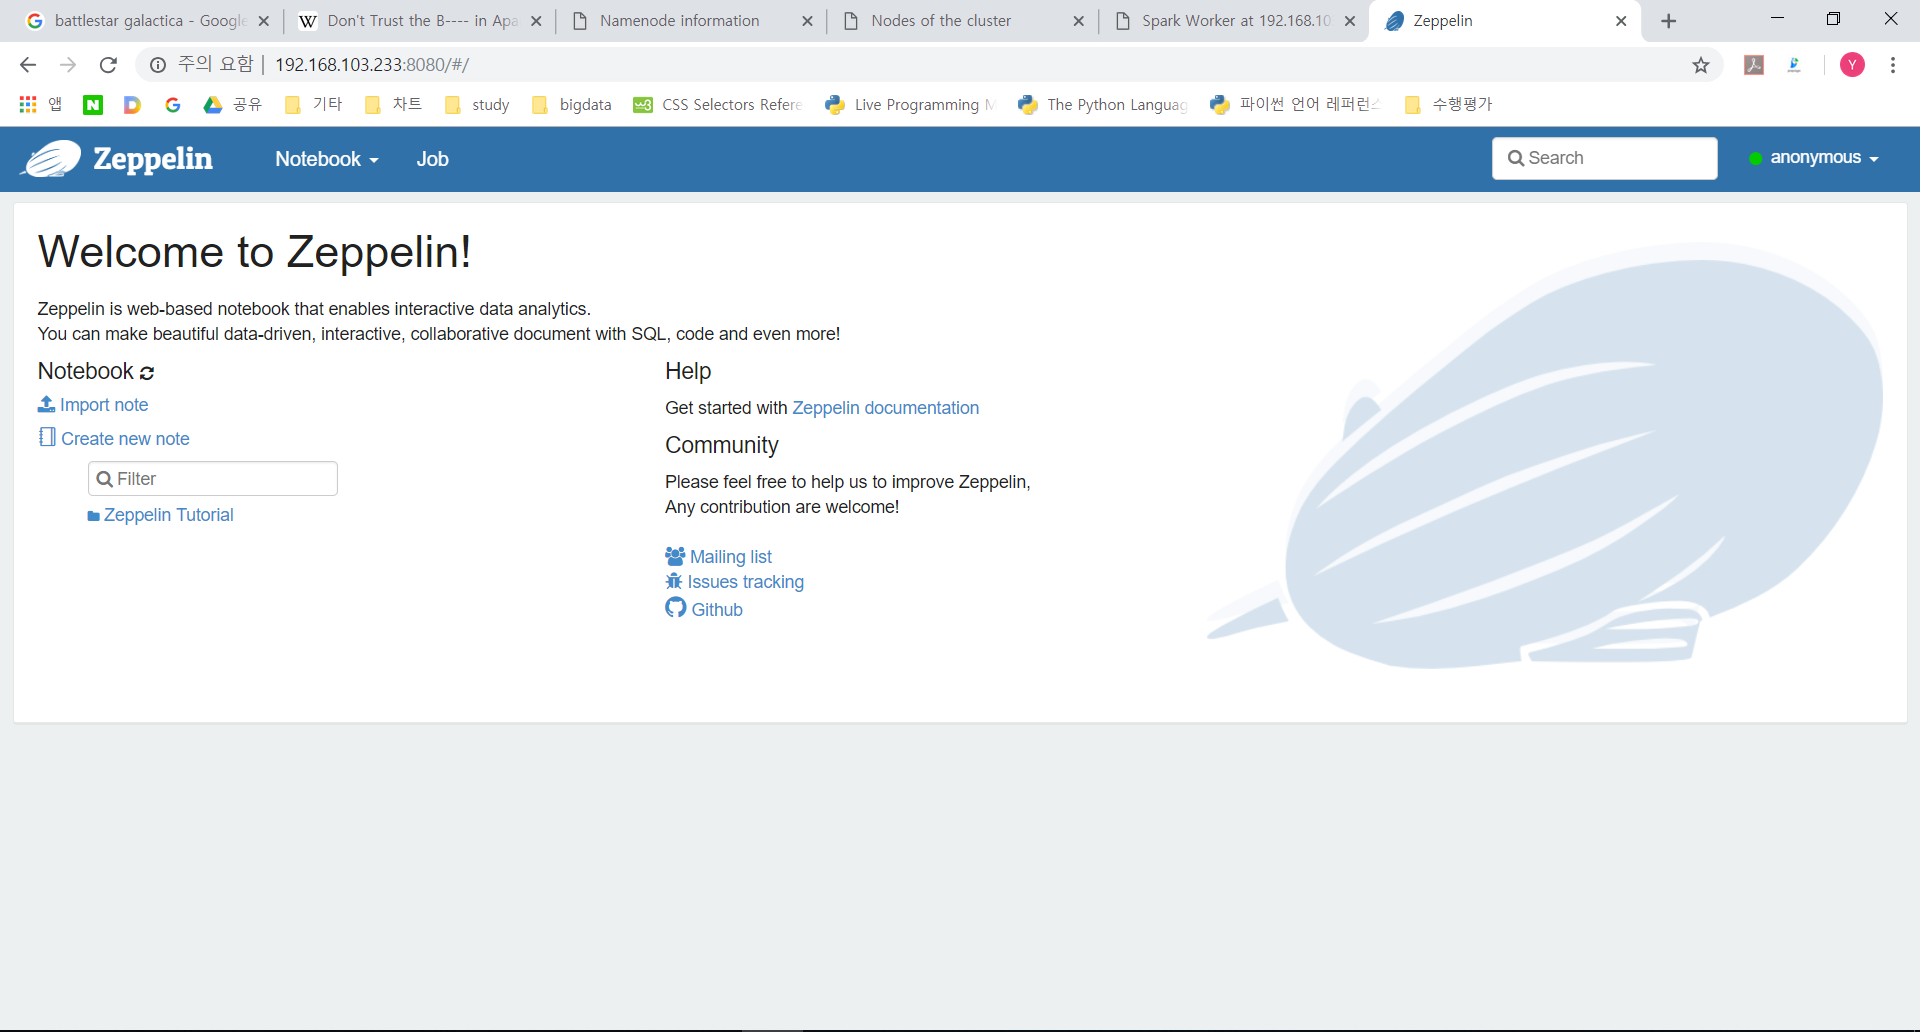 battlestar galactica - Google
Don't Trust the B---- in Apa
Namenode information
Nodes of the cluster
Spark Worker at 192.168.10
Zeppelin
주의 요함 | 192.168.103.233:8080/#/
Y
앱
N
공유
기타
차트
study
bigdata
w3 CSS Selectors Refere
Live Programming M
The Python Languag
파이썬 언어 레퍼런스
수행평가
Zeppelin
Notebook
Job
Search
anonymous
Welcome to Zeppelin!
Zeppelin is web-based notebook that enables interactive data analytics.
You can make beautiful data-driven, interactive, collaborative document with SQL, code and even more!
Notebook
Import note
Create new note
Filter
Zeppelin Tutorial
Help
Get started with Zeppelin documentation
Community
Please feel free to help us to improve Zeppelin,
Any contribution are welcome!
Mailing list
Issues tracking
Github